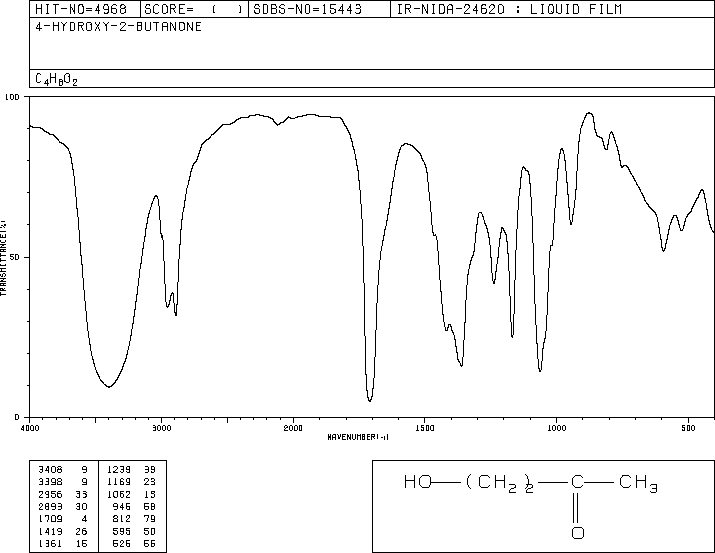 HIT-NO=4968 SCORE= ( ) SDBS-NO=15443 IR-NIDA-24620 : LIQUID FILM
4-HYDROXY-2-BUTANONE
C4H8O2
100
TRANSMITTANCE(%)
50
0
4000 3000 2000 1500 1000 500
WAVENUMBER(-1)
3408 9 1239 39
3398 9 1169 23
2956 33 1062 13
2893 30 946 58
1709 4 812 79
1419 26 595 50
1361 15 526 55
HO—(CH2)2—C—CH3
O